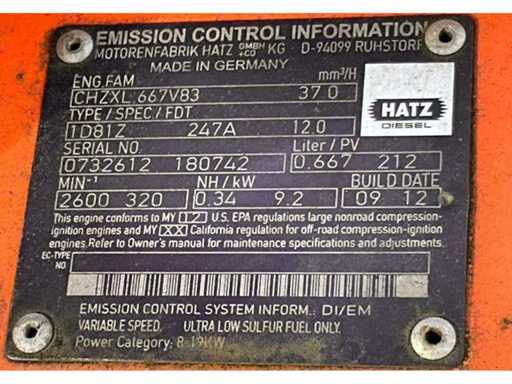 EMISSION CONTROL INFORMATION
MOTORENFABRIK HATZ GMBH +CO KG · D-94099 RUHSTORF
MADE IN GERMANY
ENG.FAM mm³/H
CHZXL.667V83 37.0
HATZ
DIESEL
TYPE / SPEC / FDT
1D81Z 247A 12.0
SERIAL NO. Liter / PV
0732612 180742 0.667 212
MIN⁻¹ NH / kW BUILD DATE
2600 320 0.34 9.2 09 12
This engine conforms to MY 12 U.S. EPA regulations large nonroad compression-
ignition engines and MY XX California regulation for off-road compression-ignition
engines. Refer to Owner's manual for maintenance specifications and adjustments.
EC-TYPE
NO
EMISSION CONTROL SYSTEM INFORM.: DI/EM
VARIABLE SPEED. ULTRA LOW SULFUR FUEL ONLY.
Power Category: 8-19KW